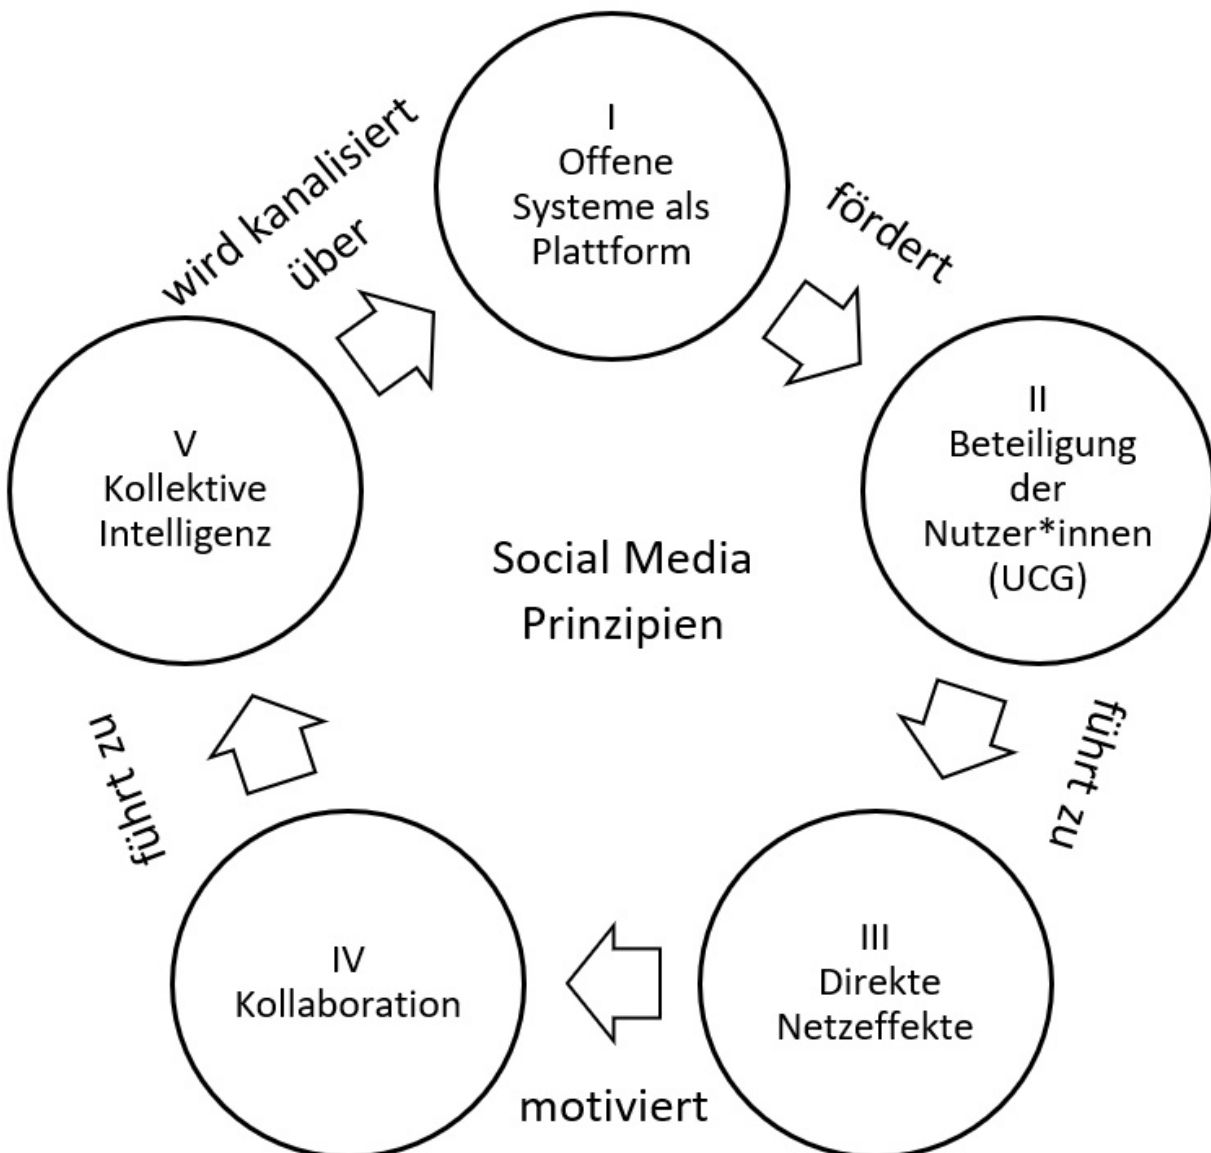 I
Offene
Systeme als
Plattform
fördert
II
Beteiligung
der
Nutzer*innen
(UCG)
führt zu
III
Direkte
Netzeffekte
motiviert
IV
Kollaboration
führt zu
V
Kollektive
Intelligenz
wird kanalisiert
über
Social Media
Prinzipien